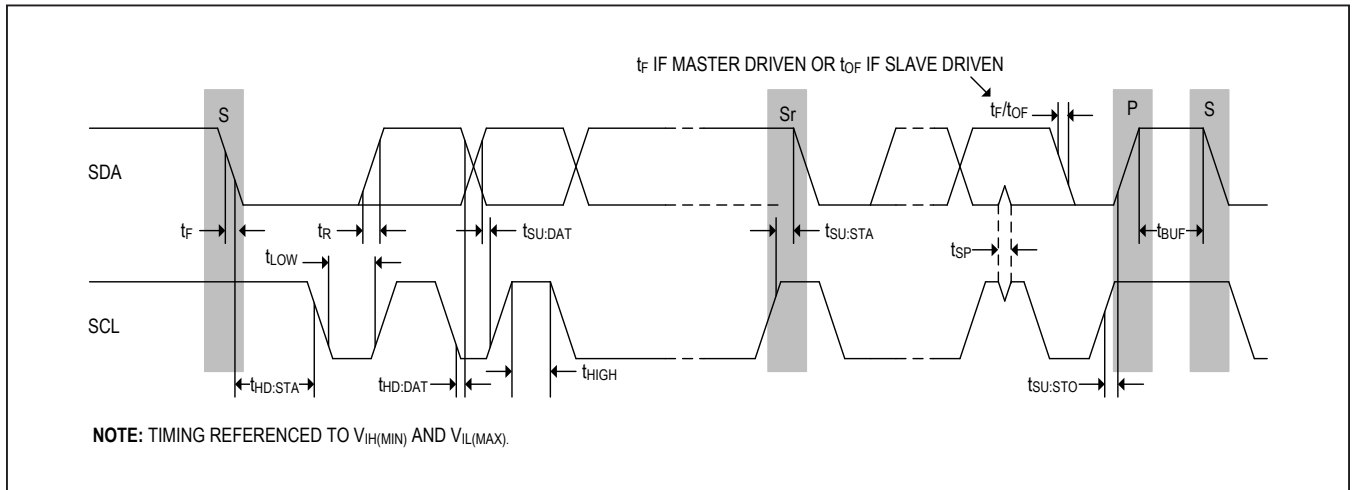 tF IF MASTER DRIVEN OR tOF IF SLAVE DRIVEN
S
Sr
tF/tOF
P
S
SDA
tF
tR
tSU:DAT
tSU:STA
tSP
tBUF
tLOW
SCL
tHD:STA
tHD:DAT
tHIGH
tSU:STO
NOTE: TIMING REFERENCED TO VIH(MIN) AND VIL(MAX).